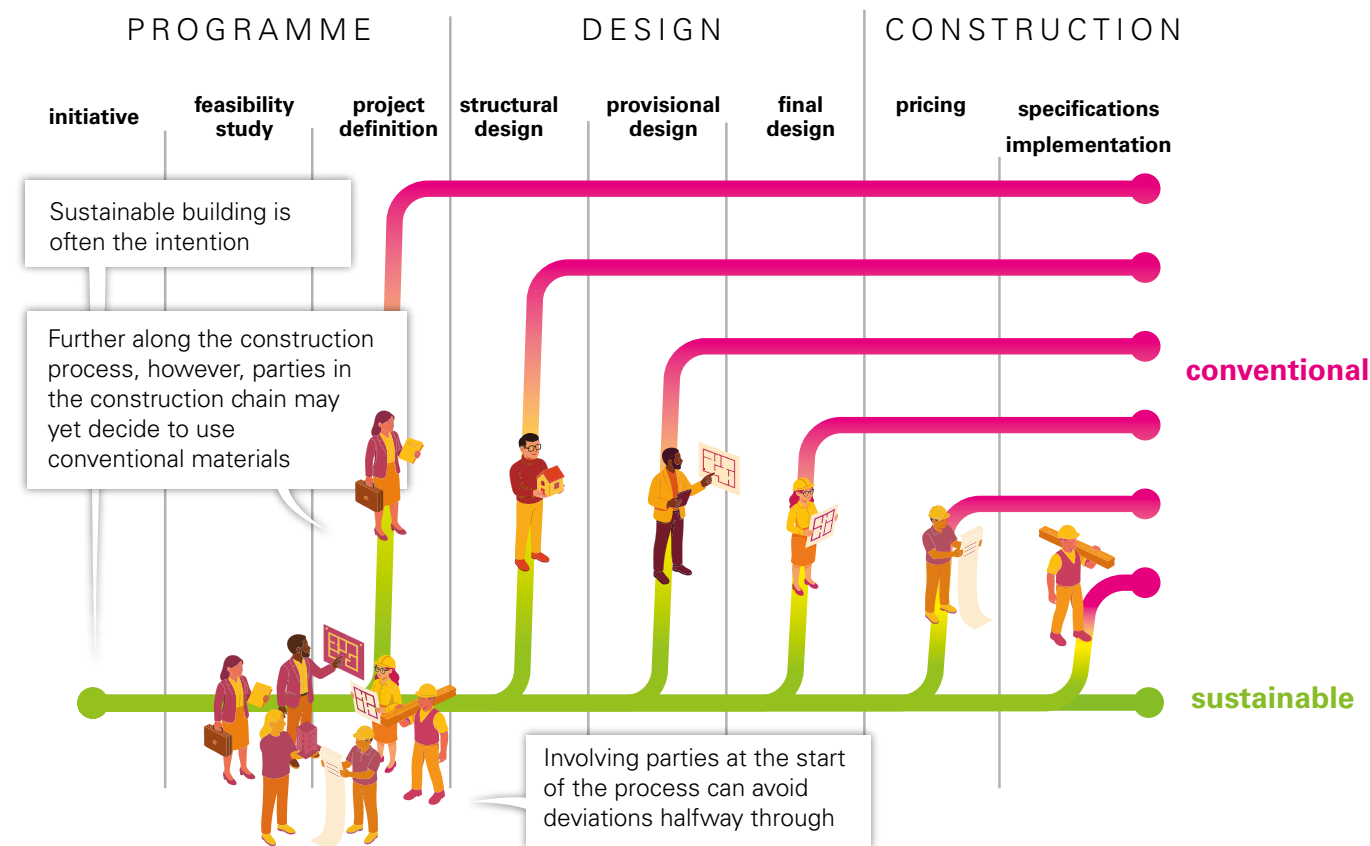 PROGRAMME
DESIGN
CONSTRUCTION
initiative
feasibility
study
project
definition
structural
design
provisional
design
final
design
pricing
specifications
implementation
Sustainable building is
often the intention
Further along the construction
process, however, parties in
the construction chain may
yet decide to use
conventional materials
conventional
sustainable
Involving parties at the start
of the process can avoid
deviations halfway through